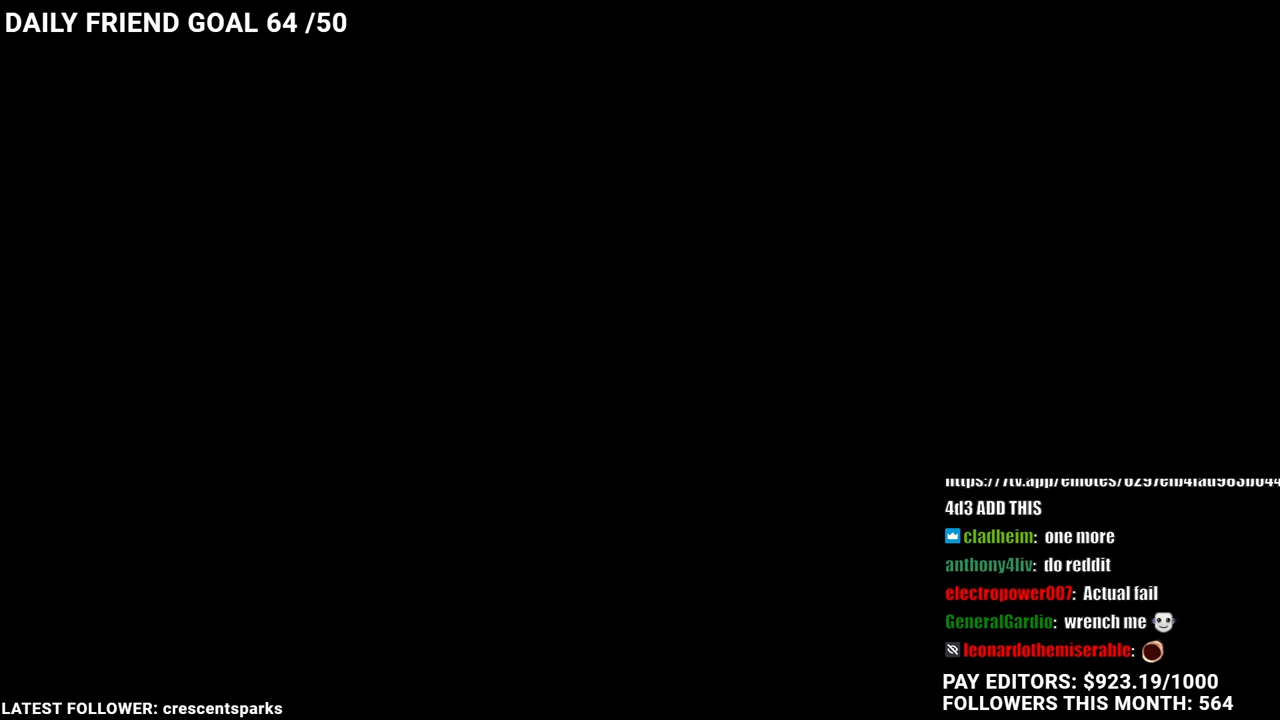 DAILY FRIEND GOAL 64 /50
4d3 ADD THIS
cladheim: one more
anthony4liv: do reddit
electropower007: Actual fail
GeneralGardio: wrench me
leonardothemiserable:
PAY EDITORS: $923.19/1000
FOLLOWERS THIS MONTH: 564
LATEST FOLLOWER: crescentsparks